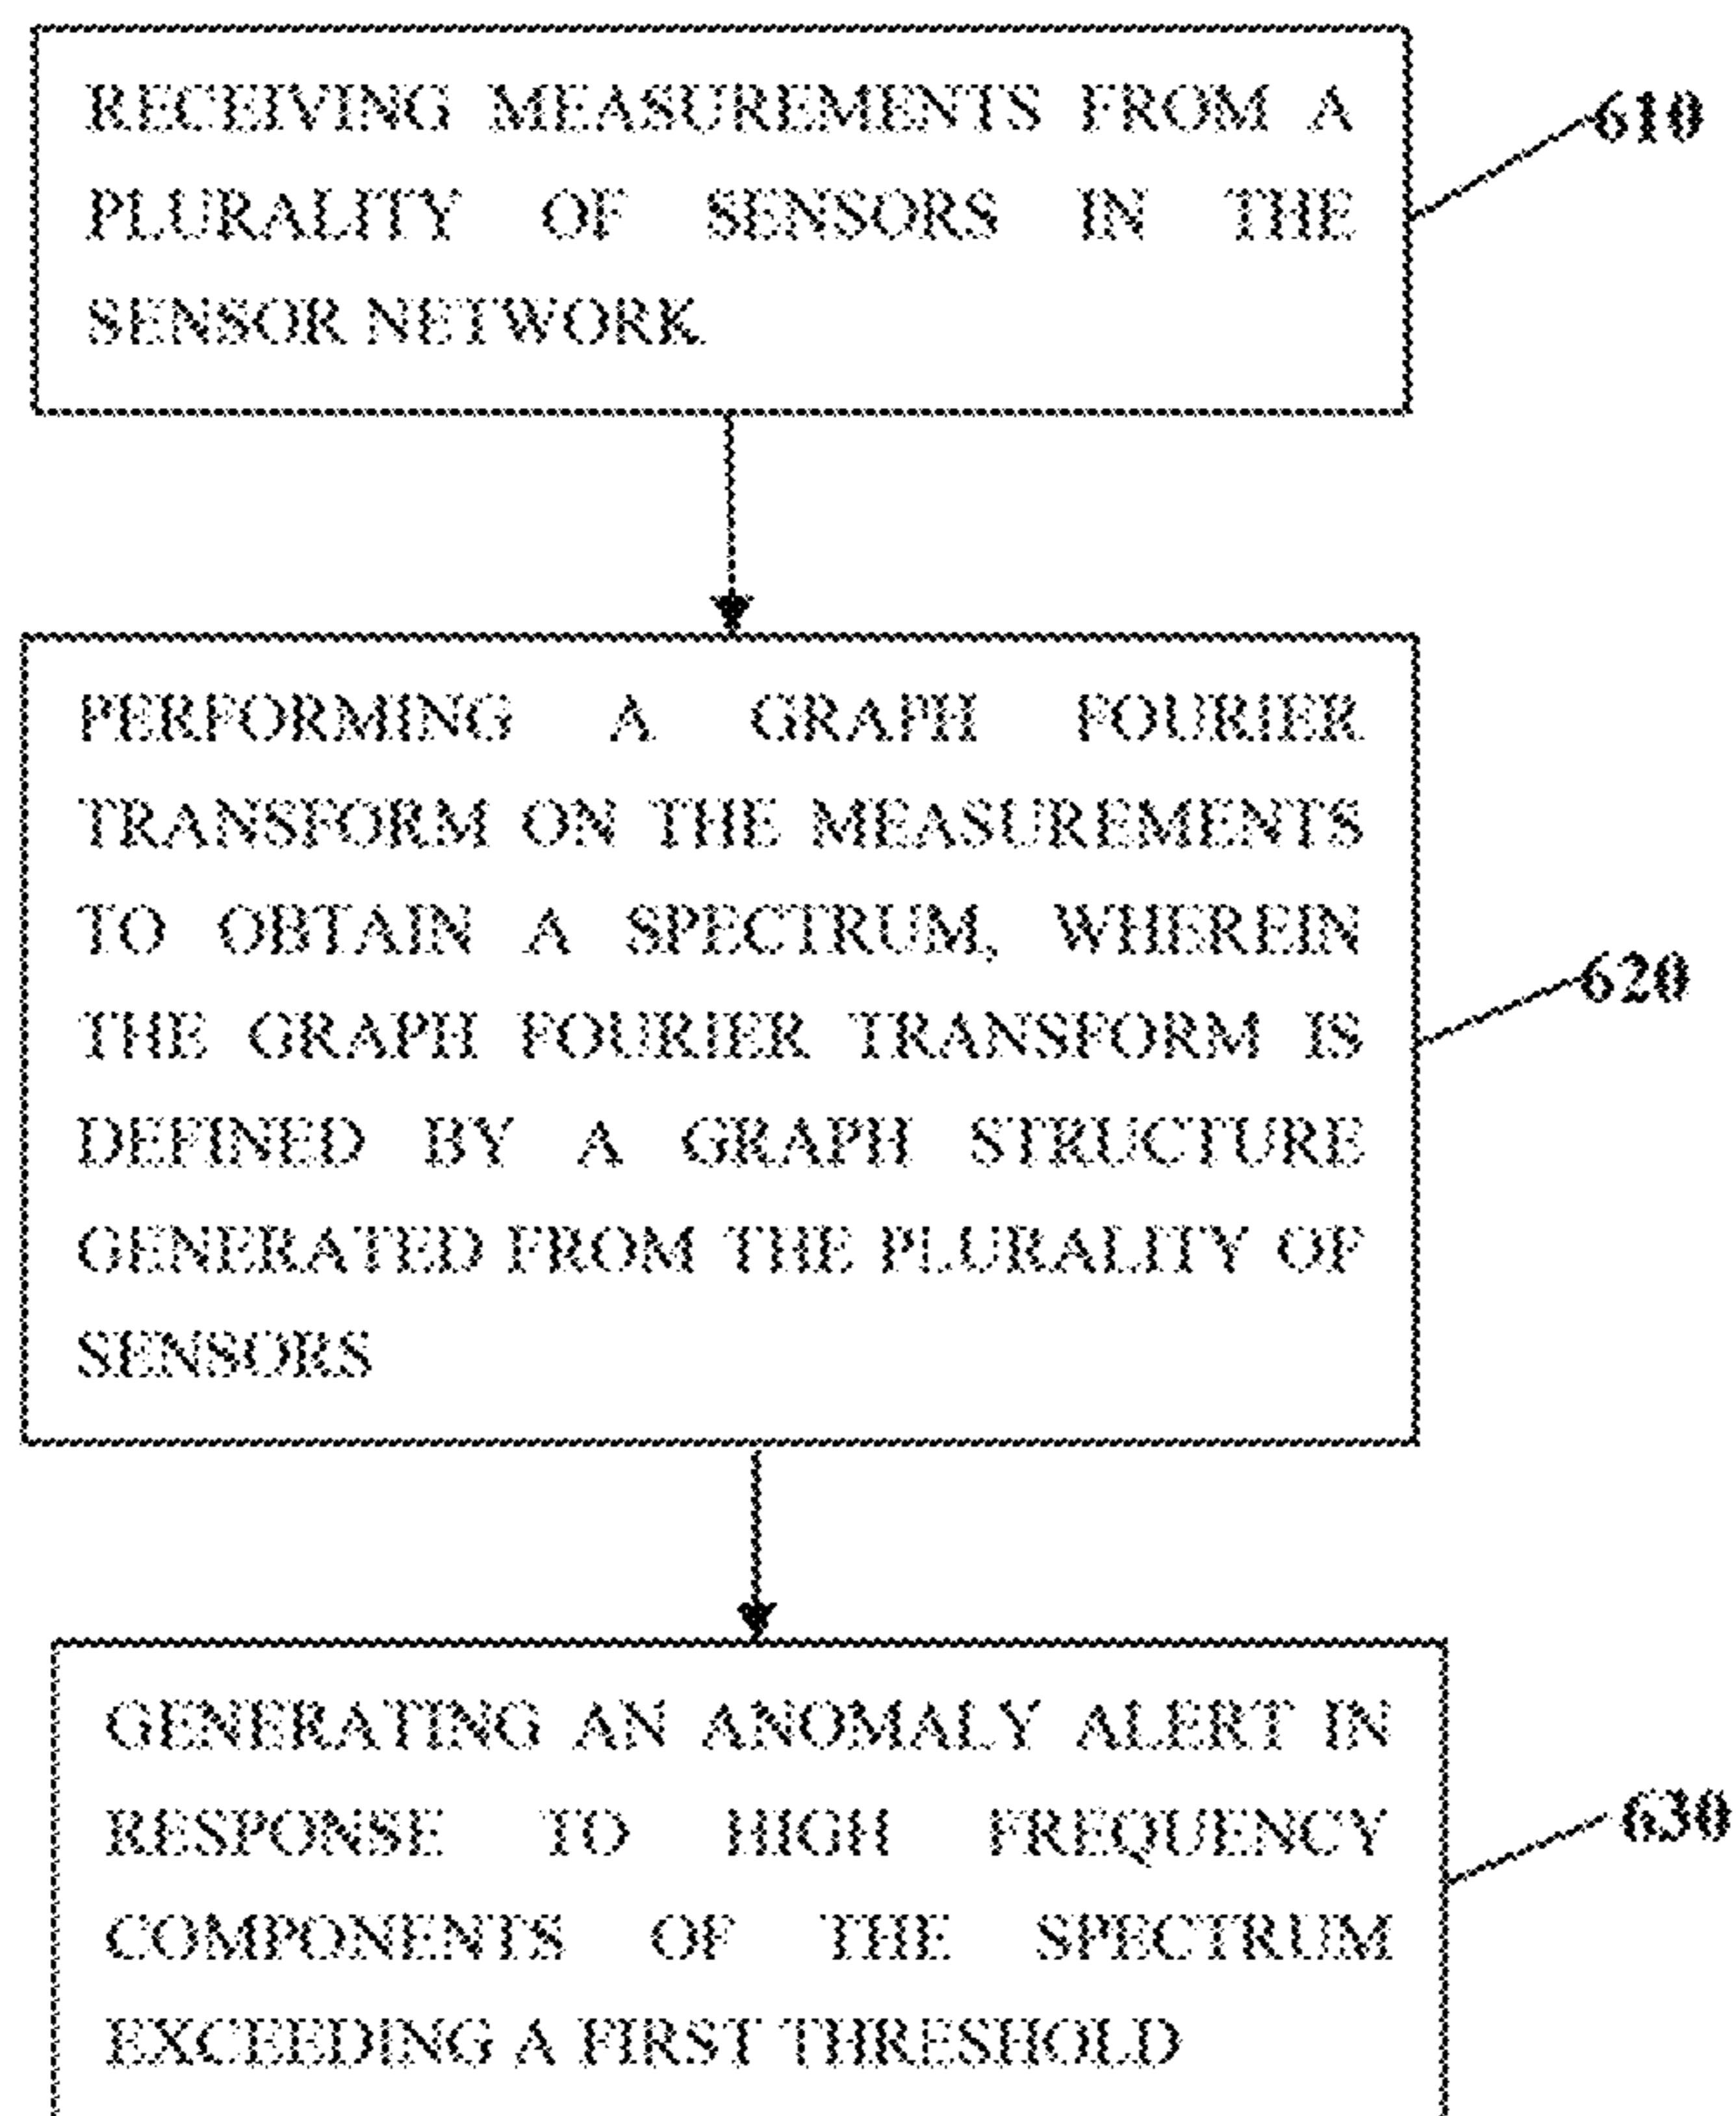 RECEIVING MEASUREMENTS FROM A
PLURALITY OF SENSORS IN THE
SENSOR NETWORK
610
PERFORMING A GRAPH FOURIER
TRANSFORM ON THE MEASUREMENTS
TO OBTAIN A SPECTRUM, WHEREIN
THE GRAPH FOURIER TRANSFORM IS
DEFINED BY A GRAPH STRUCTURE
GENERATED FROM THE PLURALITY OF
SENSORS
620
GENERATING AN ANOMALY ALERT IN
RESPONSE TO HIGH FREQUENCY
COMPONENTS OF THE SPECTRUM
EXCEEDING A FIRST THRESHOLD
630